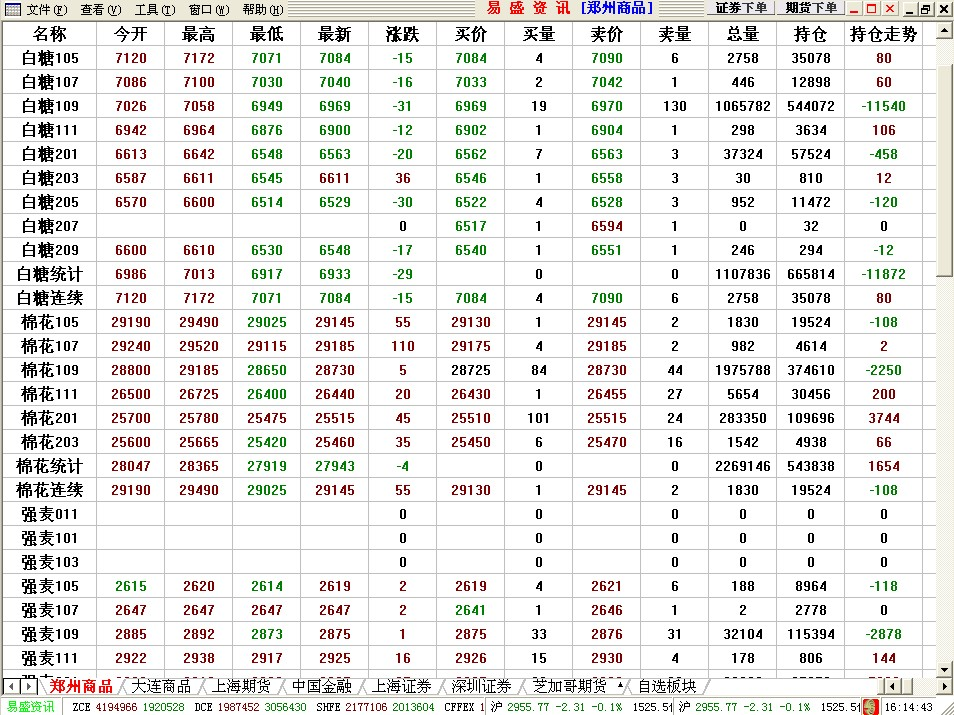 文件(F) 查看(V) 工具(T) 窗口(W) 帮助(H) 易盛资讯 [郑州商品] 证券下单 期货下单
名称 今开 最高 最低 最新 涨跌 买价 买量 卖价 卖量 总量 持仓 持仓走势
白糖105 7120 7172 7071 7084 -15 7084 4 7090 6 2758 35078 80
白糖107 7086 7100 7030 7040 -16 7033 2 7042 1 446 12898 60
白糖109 7026 7058 6949 6969 -31 6969 19 6970 130 1065782 544072 -11540
白糖111 6942 6964 6876 6900 -12 6902 1 6904 1 298 3634 106
白糖201 6613 6642 6548 6563 -20 6562 7 6563 3 37324 57524 -458
白糖203 6587 6611 6545 6611 36 6546 1 6558 3 30 810 12
白糖205 6570 6600 6514 6529 -30 6522 4 6528 3 952 11472 -120
白糖207 0 6517 1 6594 1 0 32 0
白糖209 6600 6610 6530 6548 -17 6540 1 6551 1 246 294 -12
白糖统计 6986 7013 6917 6933 -29 0 0 1107836 665814 -11872
白糖连续 7120 7172 7071 7084 -15 7084 4 7090 6 2758 35078 80
棉花105 29190 29490 29025 29145 55 29130 1 29145 2 1830 19524 -108
棉花107 29240 29520 29115 29185 110 29175 4 29185 2 982 4614 2
棉花109 28800 29185 28650 28730 5 28725 84 28730 44 1975788 374610 -2250
棉花111 26500 26725 26400 26440 20 26430 1 26455 27 5654 30456 200
棉花201 25700 25780 25475 25515 45 25510 101 25515 24 283350 109696 3744
棉花203 25600 25665 25420 25460 35 25450 6 25470 16 1542 4938 66
棉花统计 28047 28365 27919 27943 -4 0 0 2269146 543838 1654
棉花连续 29190 29490 29025 29145 55 29130 1 29145 2 1830 19524 -108
强麦011 0 0 0 0 0 0
强麦101 0 0 0 0 0 0
强麦103 0 0 0 0 0 0
强麦105 2615 2620 2614 2619 2 2619 4 2621 6 188 8964 -118
强麦107 2647 2647 2647 2647 2 2641 1 2646 1 2 2778 0
强麦109 2885 2892 2873 2875 1 2875 33 2876 31 32104 115394 -2878
强麦111 2922 2938 2917 2925 16 2926 15 2930 4 178 806 144
郑州商品 大连商品 上海期货 中国金融 上海证券 深圳证券 芝加哥期货 自选板块
易盛资讯 ZCE 4194966 1920528 DCE 1987452 3056430 SHFE 2177106 2013604 CFFEX 1 沪 2955.77 -2.31 -0.1% 1525.51 沪 2955.77 -2.31 -0.1% 1525.51 16:14:43